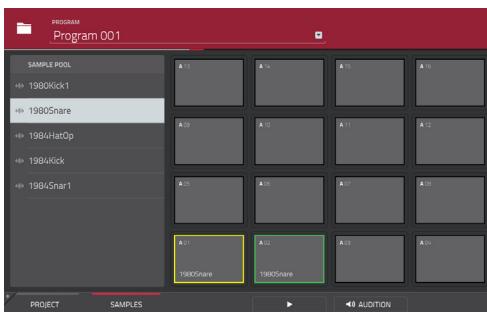 PROGRAM
Program 001
SAMPLE POOL
1980Kick1
1980Snare
1984HatOp
1984Kick
1984Snar1
A 13
A 14
A 15
A 16
A 09
A 10
A 11
A 12
A 05
A 06
A 07
A 08
A 01
1980Snare
A 02
1980Snare
A 03
A 04
PROJECT
SAMPLES
AUDITION